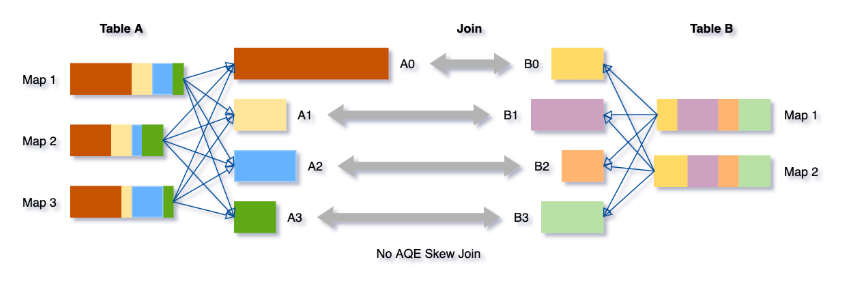 Table A
Join
Table B
Map 1
A0
B0
A1
B1
Map 1
Map 2
A2
B2
Map 2
Map 3
A3
B3
No AQE Skew Join